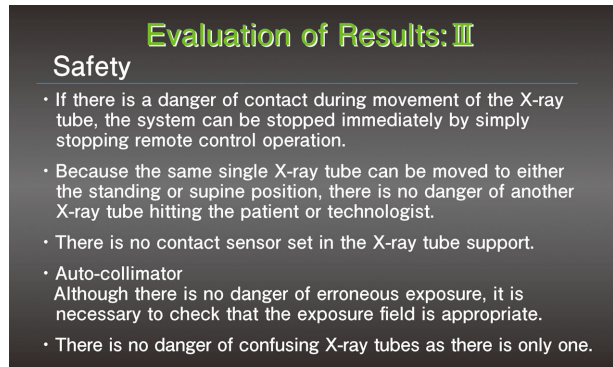 Evaluation of Results:Ⅲ
Safety
・If there is a danger of contact during movement of the X-ray
tube, the system can be stopped immediately by simply
stopping remote control operation.
・Because the same single X-ray tube can be moved to either
the standing or supine position, there is no danger of another
X-ray tube hitting the patient or technologist.
・There is no contact sensor set in the X-ray tube support.
・Auto-collimator
Although there is no danger of erroneous exposure, it is
necessary to check that the exposure field is appropriate.
・There is no danger of confusing X-ray tubes as there is only one.